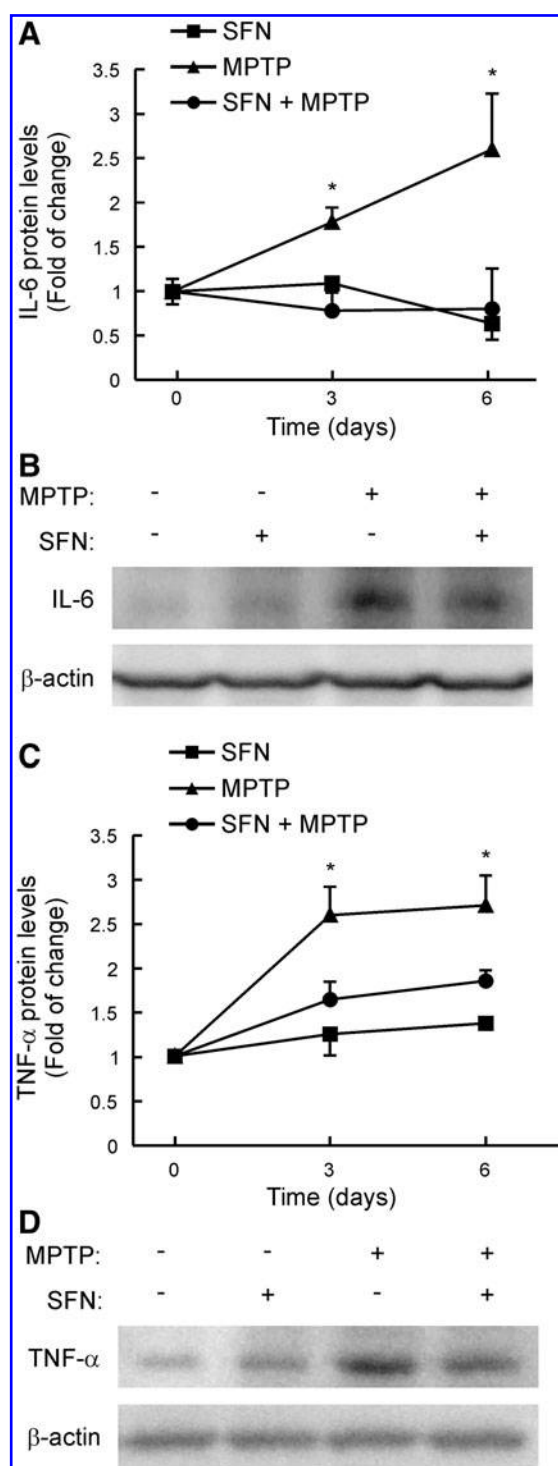 A
SFN
MPTP
SFN + MPTP
3.5
3
2.5
2
1.5
1
0.5
0
IL-6 protein levels
(Fold of change)
*
*
0 3 6
Time (days)
B
MPTP: - - + +
SFN: - + - +
IL-6
β-actin
C
SFN
MPTP
SFN + MPTP
3.5
3
2.5
2
1.5
1
0.5
0
TNF-α protein levels
(Fold of change)
*
*
0 3 6
Time (days)
D
MPTP: - - + +
SFN: - + - +
TNF-α
β-actin